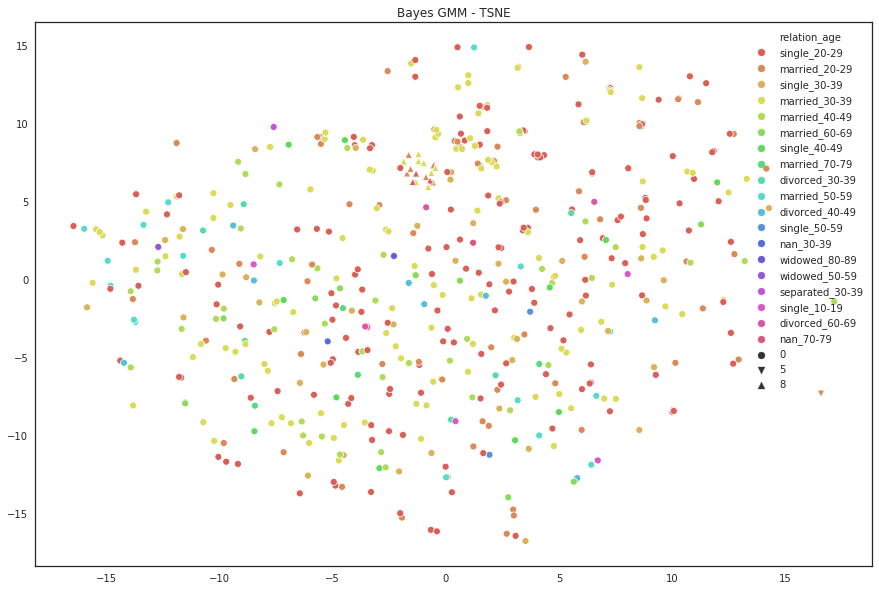 Bayes GMM - TSNE
relation_age
single_20-29
married_20-29
single_30-39
married_30-39
married_40-49
married_60-69
single_40-49
married_70-79
divorced_30-39
married_50-59
divorced_40-49
single_50-59
nan_30-39
widowed_80-89
widowed_50-59
separated_30-39
single_10-19
divorced_60-69
nan_70-79
0
5
8
15
10
5
0
−5
−10
−15
−15 −10 −5 0 5 10 15